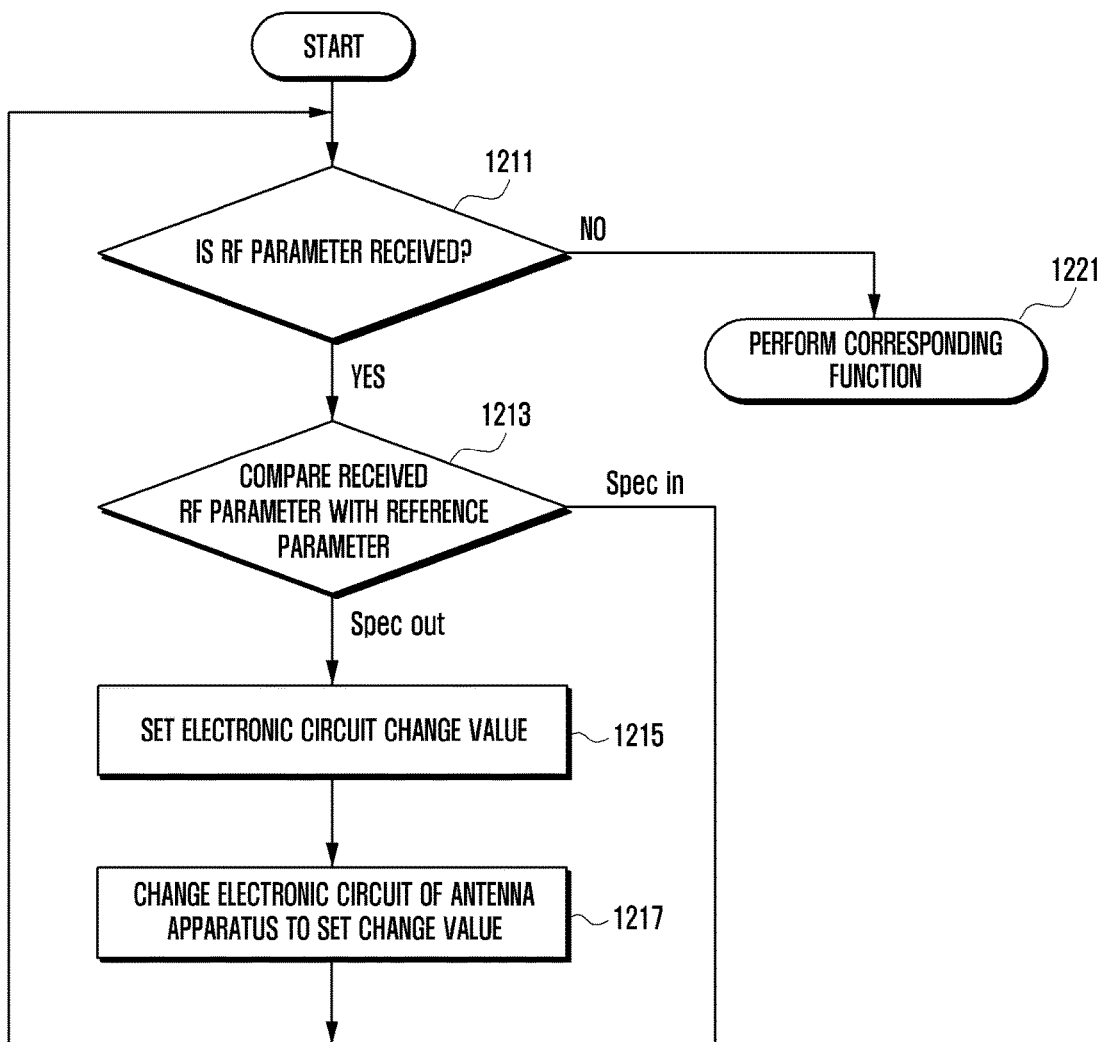 START
1211
IS RF PARAMETER RECEIVED?
NO
1221
PERFORM CORRESPONDING
FUNCTION
YES
1213
COMPARE RECEIVED
RF PARAMETER WITH REFERENCE
PARAMETER
Spec in
Spec out
SET ELECTRONIC CIRCUIT CHANGE VALUE
1215
CHANGE ELECTRONIC CIRCUIT OF ANTENNA
APPARATUS TO SET CHANGE VALUE
1217